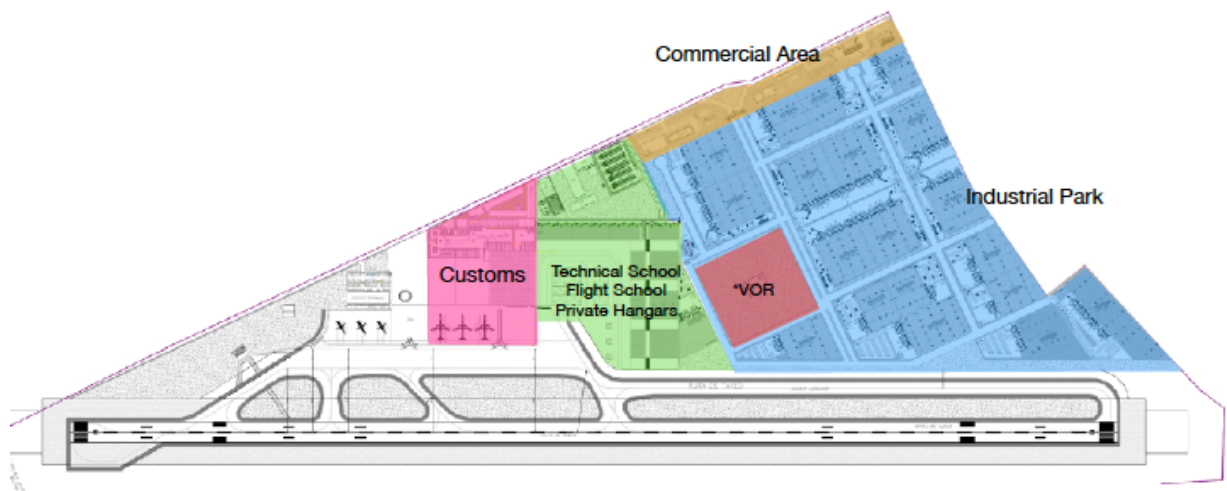 Commercial Area
Industrial Park
Customs
Technical School
Flight School
Private Hangars
*VOR